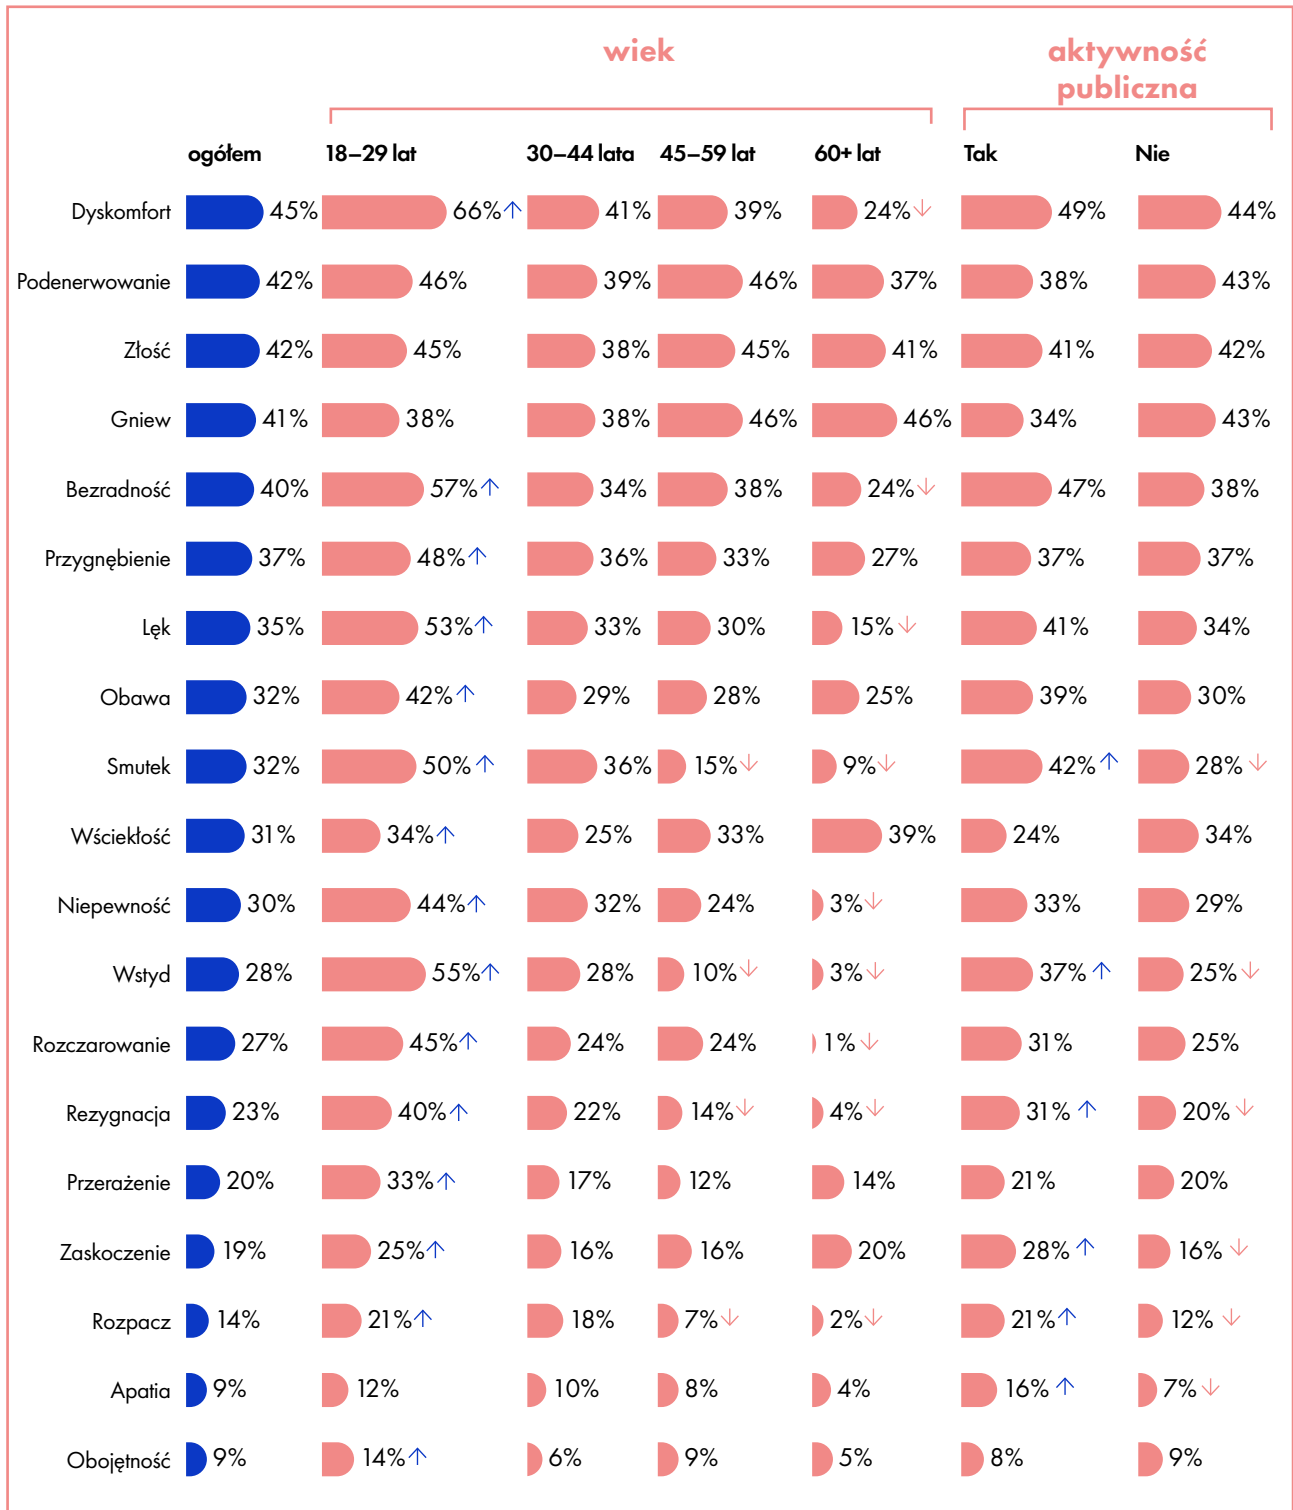 wiek
aktywność
publiczna
ogółem 18–29 lat 30–44 lata 45–59 lat 60+ lat Tak Nie
Dyskomfort 45% 66%↑ 41% 39% 24%↓ 49% 44%
Podenerwowanie 42% 46% 39% 46% 37% 38% 43%
Złość 42% 45% 38% 45% 41% 41% 42%
Gniew 41% 38% 38% 46% 46% 34% 43%
Bezradność 40% 57%↑ 34% 38% 24%↓ 47% 38%
Przygnębienie 37% 48%↑ 36% 33% 27% 37% 37%
Lęk 35% 53%↑ 33% 30% 15%↓ 41% 34%
Obawa 32% 42%↑ 29% 28% 25% 39% 30%
Smutek 32% 50%↑ 36% 15%↓ 9%↓ 42%↑ 28%↓
Wściekłość 31% 34%↑ 25% 33% 39% 24% 34%
Niepewność 30% 44%↑ 32% 24% 3%↓ 33% 29%
Wstyd 28% 55%↑ 28% 10%↓ 3%↓ 37%↑ 25%↓
Rozczarowanie 27% 45%↑ 24% 24% 1%↓ 31% 25%
Rezygnacja 23% 40%↑ 22% 14%↓ 4%↓ 31%↑ 20%↓
Przerażenie 20% 33%↑ 17% 12% 14% 21% 20%
Zaskoczenie 19% 25%↑ 16% 16% 20% 28%↑ 16%↓
Rozpacz 14% 21%↑ 18% 7%↓ 2%↓ 21%↑ 12%↓
Apatia 9% 12% 10% 8% 4% 16%↑ 7%↓
Obojętność 9% 14%↑ 6% 9% 5% 8% 9%